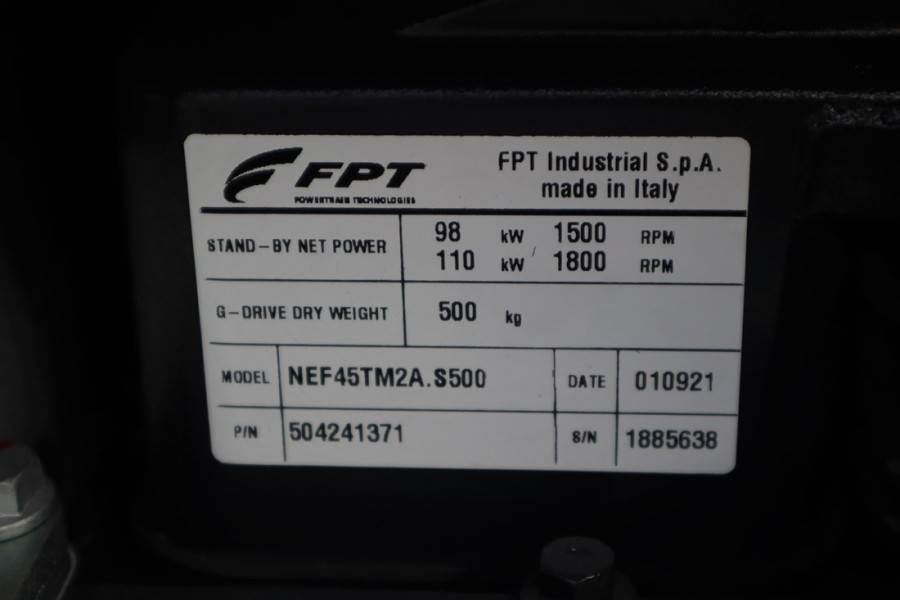 FPT
POWERTRAIN TECHNOLOGIES
FPT Industrial S.p.A.
made in Italy
STAND-BY NET POWER
98 kW / 1500 RPM
110 kW 1800 RPM
G-DRIVE DRY WEIGHT 500 kg
MODEL NEF45TM2A.S500 DATE 010921
P/N 504241371 S/N 1885638